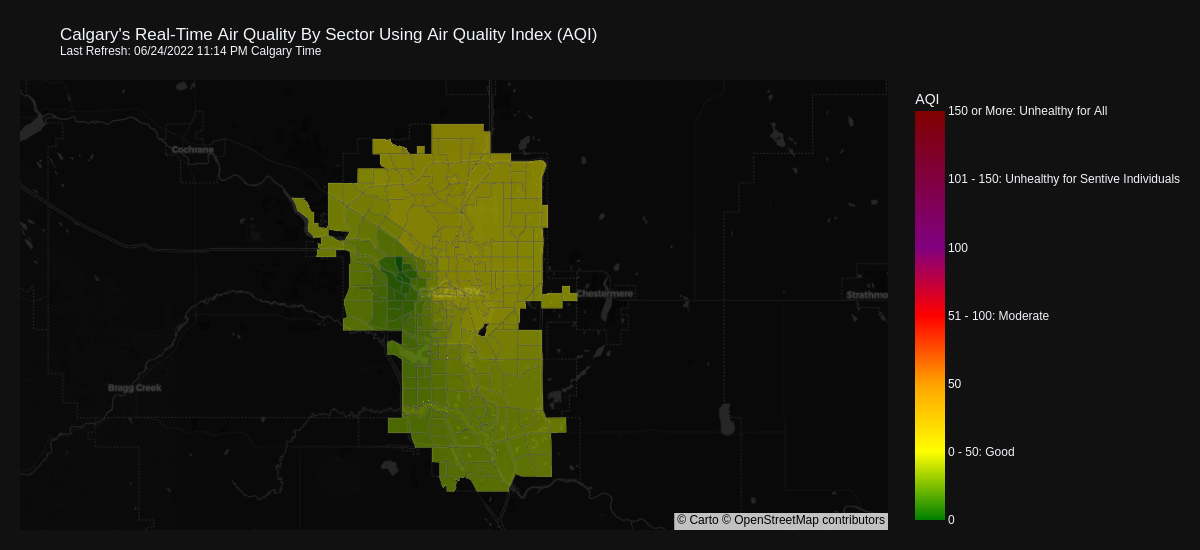 Calgary's Real-Time Air Quality By Sector Using Air Quality Index (AQI)
Last Refresh: 06/24/2022 11:14 PM Calgary Time
AQI
150 or More: Unhealthy for All
Cochrane
101 - 150: Unhealthy for Sentive Individuals
100
Chestermere
Strathmo
51 - 100: Moderate
50
Bragg Creek
0 - 50: Good
0
© Carto © OpenStreetMap contributors